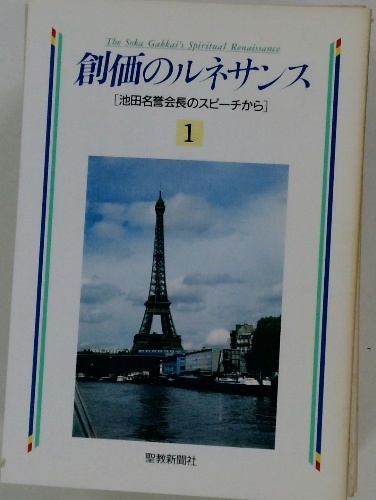 The Soka Gakkai's Spiritual Renaissance
創価のルネサンス
[池田名誉会長のスピーチから]
1
聖教新聞社